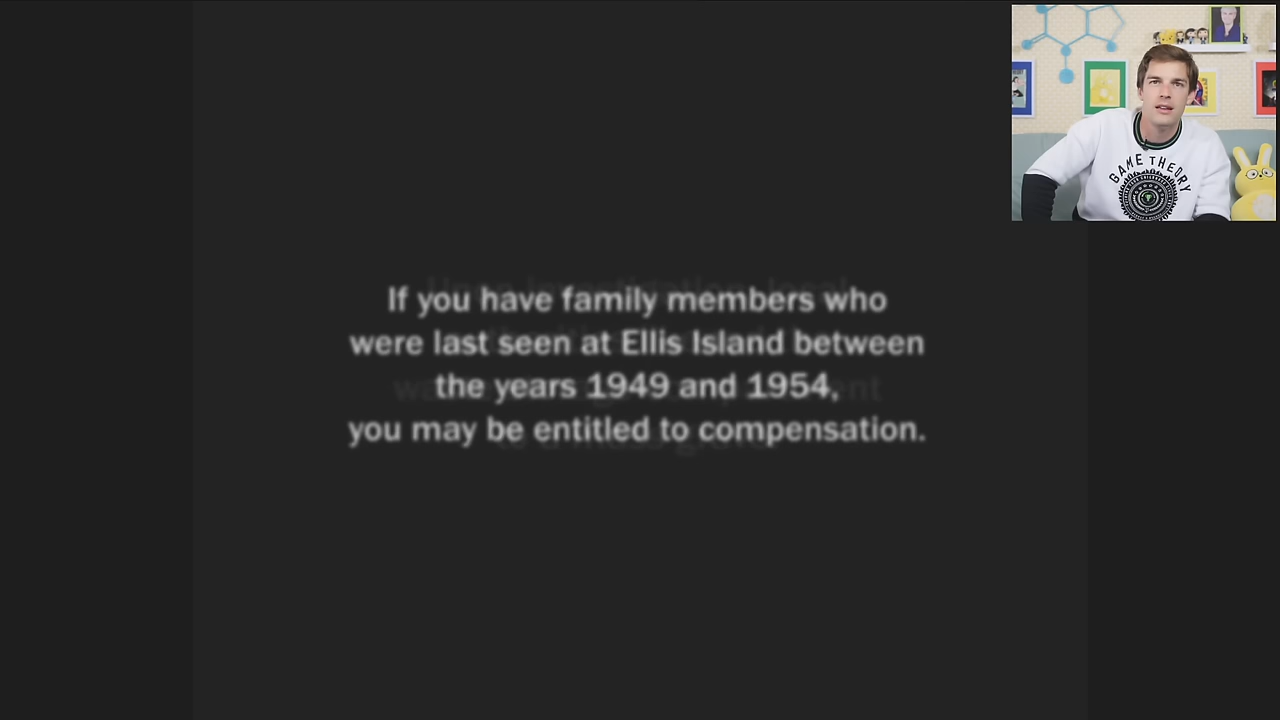 GAME THEORY
If you have family members who
were last seen at Ellis Island between
the years 1949 and 1954,
you may be entitled to compensation.